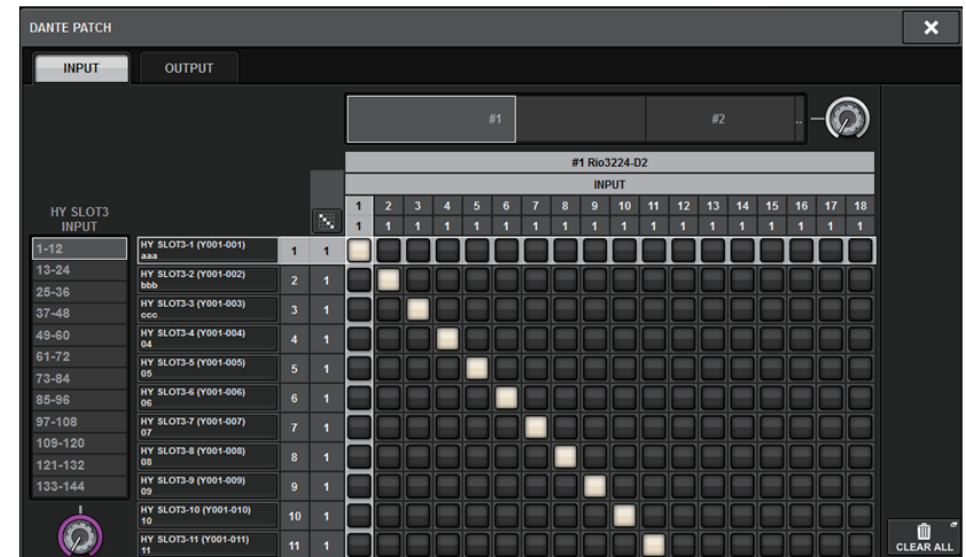 DANTE PATCH
INPUT OUTPUT
#1 #2 ..
#1 Rio3224-D2
INPUT
1 2 3 4 5 6 7 8 9 10 11 12 13 14 15 16 17 18
1 1 1 1 1 1 1 1 1 1 1 1 1 1 1 1 1 1
HY SLOT3
INPUT
1-12
13-24
25-36
37-48
49-60
61-72
73-84
85-96
97-108
109-120
121-132
133-144
HY SLOT3-1 (Y001-001) 1 1
aaa
HY SLOT3-2 (Y001-002) 2 1
bbb
HY SLOT3-3 (Y001-003) 3 1
ccc
HY SLOT3-4 (Y001-004) 4 1
04
HY SLOT3-5 (Y001-005) 5 1
05
HY SLOT3-6 (Y001-006) 6 1
06
HY SLOT3-7 (Y001-007) 7 1
07
HY SLOT3-8 (Y001-008) 8 1
08
HY SLOT3-9 (Y001-009) 9 1
09
HY SLOT3-10 (Y001-010) 10 1
10
HY SLOT3-11 (Y001-011) 11 1
11
CLEAR ALL